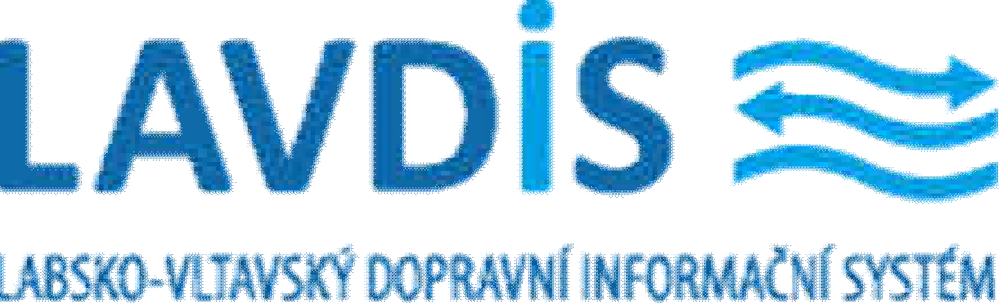 LAVDiS
LABSKO-VLTAVSKÝ DOPRAVNÍ INFORMAČNÍ SYSTÉM